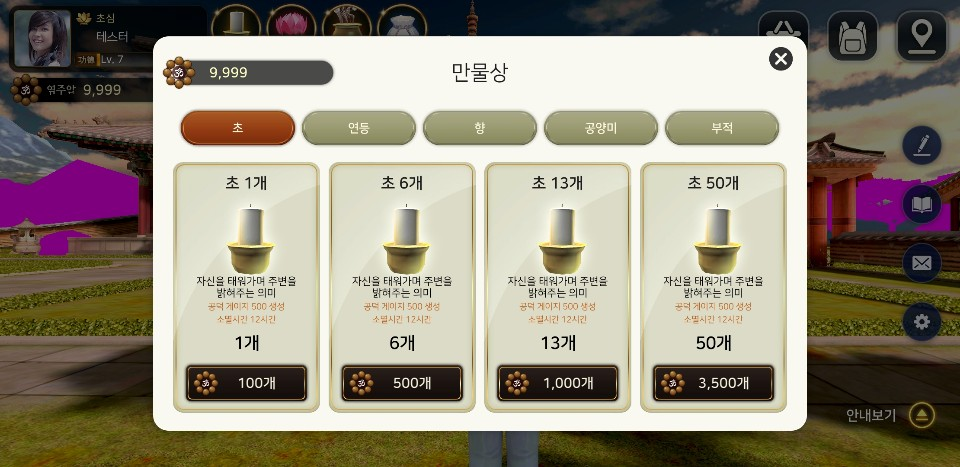 초심
테스터
功德 Lv. 7
염주알 9,999
9,999
만물상
초
연등
향
공양미
부적
초 1개
자신을 태워가며 주변을
밝혀주는 의미
공덕 게이지 500 생성
소멸시간 12시간
1개
100개
초 6개
자신을 태워가며 주변을
밝혀주는 의미
공덕 게이지 500 생성
소멸시간 12시간
6개
500개
초 13개
자신을 태워가며 주변을
밝혀주는 의미
공덕 게이지 500 생성
소멸시간 12시간
13개
1,000개
초 50개
자신을 태워가며 주변을
밝혀주는 의미
공덕 게이지 500 생성
소멸시간 12시간
50개
3,500개
안내보기